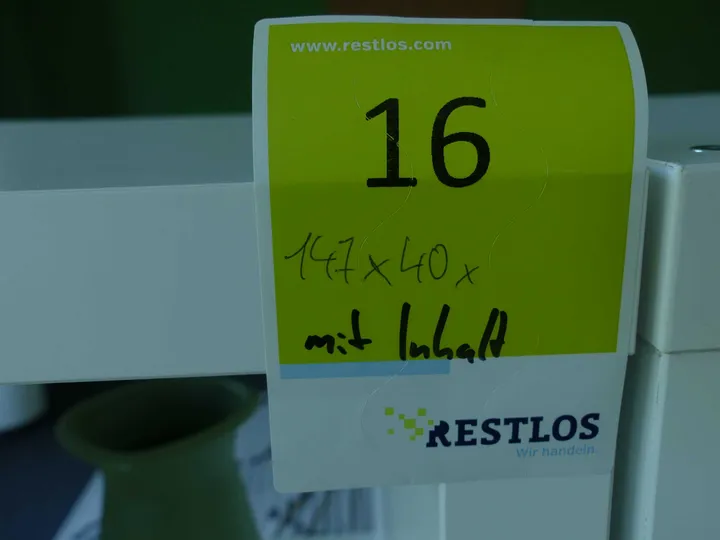 www.restlos.com
16
147x40x
mit Inhalt
RESTLOS
Wir handeln.